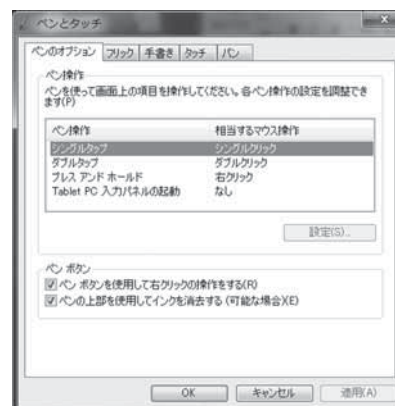 ペンとタッチ
ペンのオプション フリック 手書き タッチ パン
ペン操作
ペンを使って画面上の項目を操作してください。各ペン操作の設定を調整でき
ます(P)
ペン操作 相当するマウス操作
シングルタップ シングルクリック
ダブルタップ ダブルクリック
プレス アンド ホールド 右クリック
Tablet PC 入力パネルの起動 なし
設定(S)...
ペン ボタン
ペン ボタンを使用して右クリックの操作をする(R)
ペンの上部を使用してインクを消去する (可能な場合)(E)
OK キャンセル 適用(A)